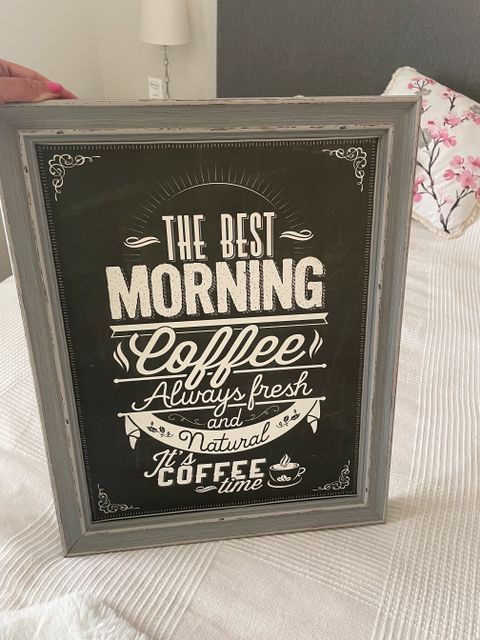 THE BEST
MORNING
Coffee
Always fresh
and
Natural
It's
COFFEE
time